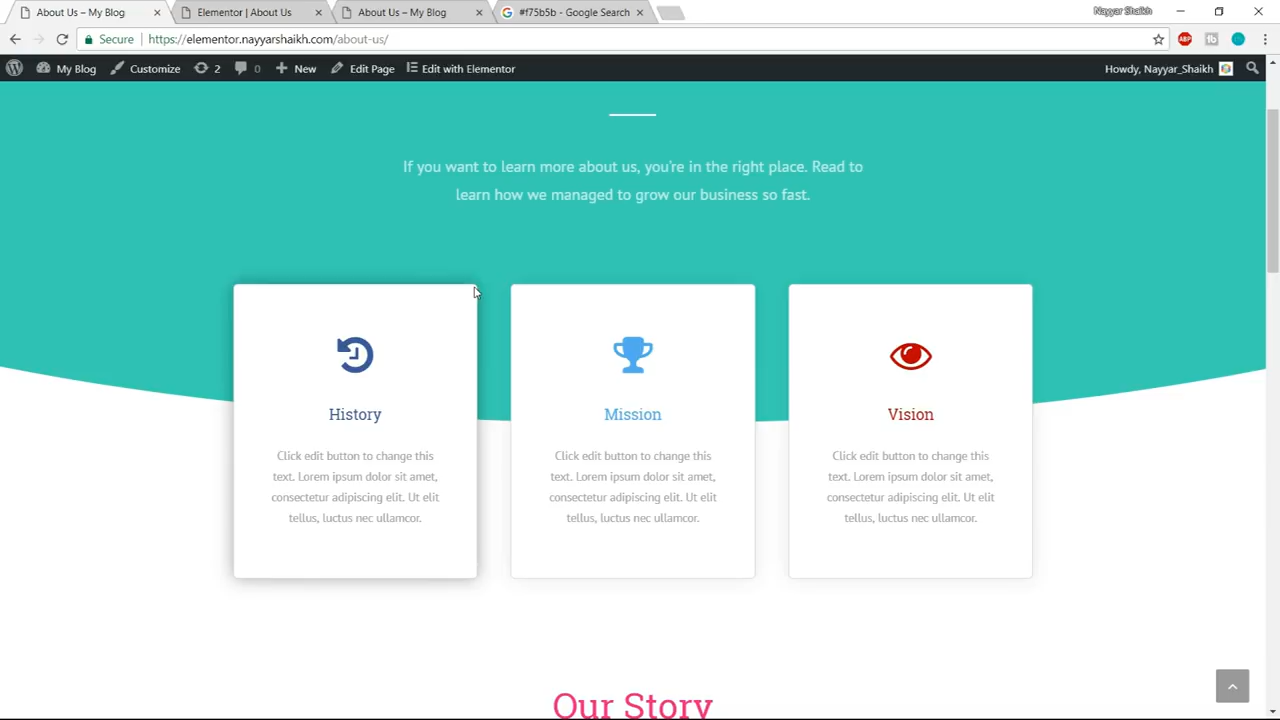 About Us – My Blog
Elementor | About Us
About Us – My Blog
#f75b5b - Google Search
Nayyar Shaikh
Secure
https://elementor.nayyarshaikh.com/about-us/
My Blog
Customize
2
0
New
Edit Page
Edit with Elementor
Howdy, Nayyar_Shaikh
If you want to learn more about us, you're in the right place. Read to
learn how we managed to grow our business so fast.
History
Click edit button to change this
text. Lorem ipsum dolor sit amet,
consectetur adipiscing elit. Ut elit
tellus, luctus nec ullamcor.
Mission
Click edit button to change this
text. Lorem ipsum dolor sit amet,
consectetur adipiscing elit. Ut elit
tellus, luctus nec ullamcor.
Vision
Click edit button to change this
text. Lorem ipsum dolor sit amet,
consectetur adipiscing elit. Ut elit
tellus, luctus nec ullamcor.
Our Story